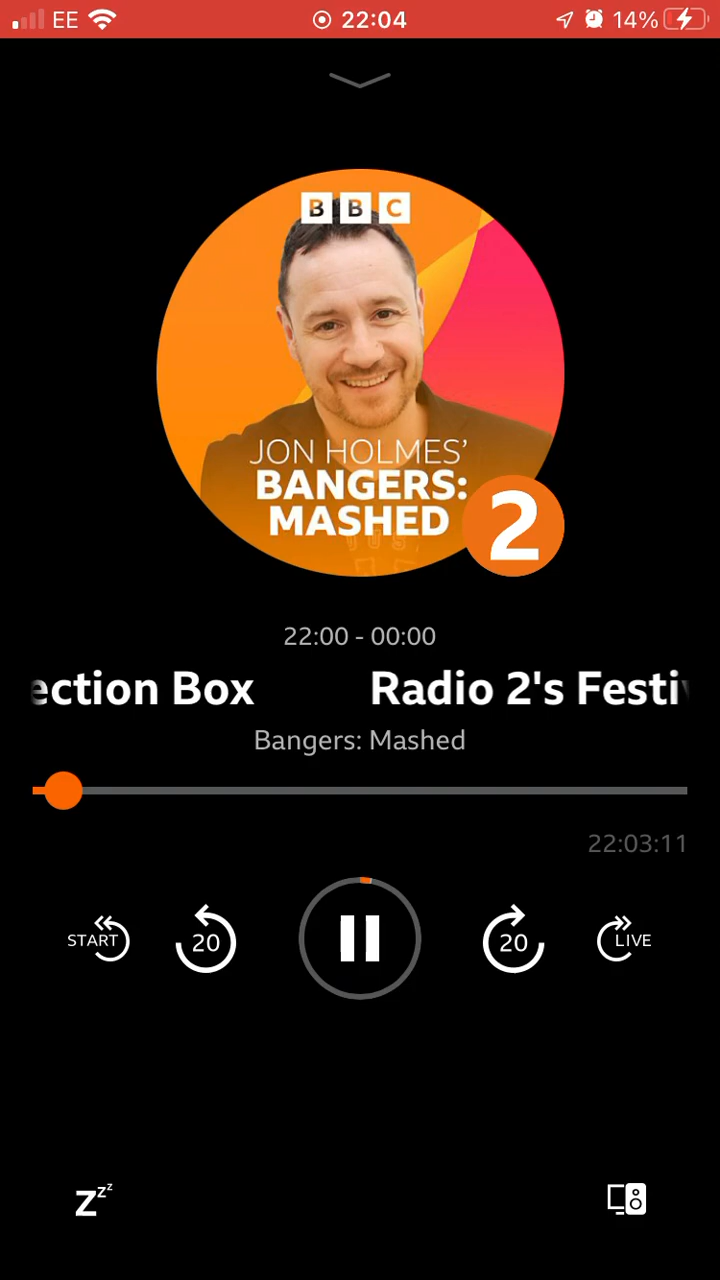 EE 22:04 14%
BBC
JON HOLMES’
BANGERS:
MASHED
2
22:00 - 00:00
ection Box Radio 2's Festi
Bangers: Mashed
22:03:11
START 20 20 LIVE
zzz